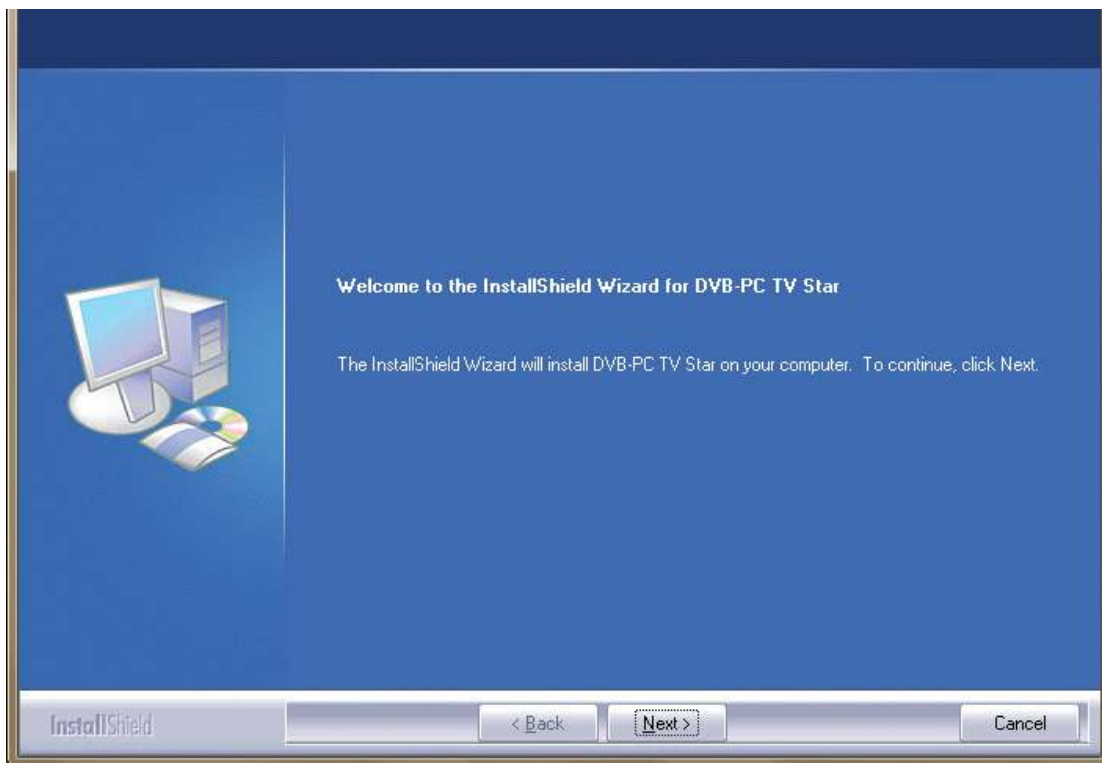 Welcome to the InstallShield Wizard for DVB-PC TV Star
The InstallShield Wizard will install DVB-PC TV Star on your computer. To continue, click Next.
InstallShield
< Back
Next >
Cancel